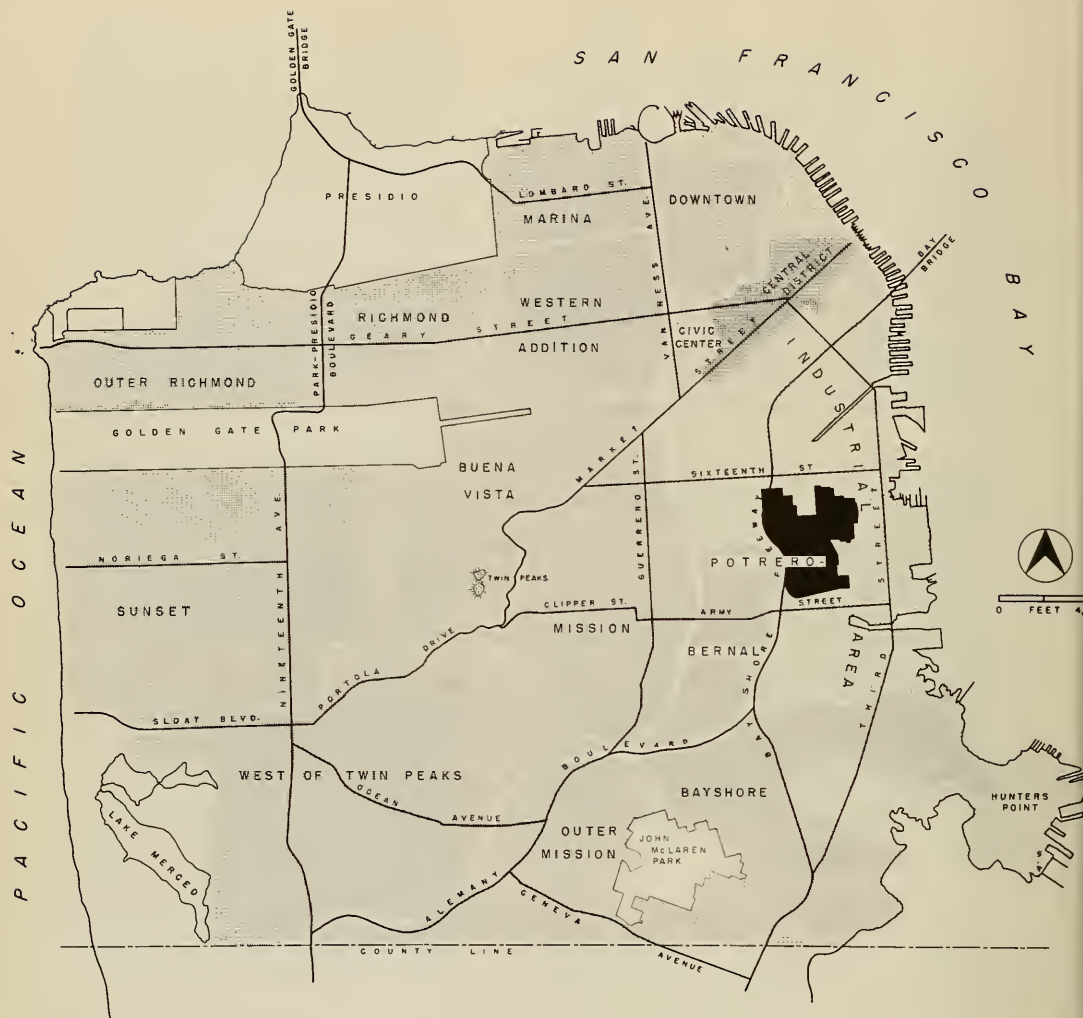 GOLDEN GATE
BRIDGE
SAN FRANCISCO
BAY
PRESIDIO
LOMBARD ST.
MARINA
DOWNTOWN
VAN NESS AVE.
BAY
BRIDGE
CENTRAL
DISTRICT
PARK-PRESIDIO
BOULEVARD
RICHMOND
WESTERN
ADDITION
GEARY STREET
CIVIC
CENTER
OUTER RICHMOND
GOLDEN GATE PARK
MARKET STREET
INDUSTRIAL
AREA
BUENA
VISTA
SIXTEENTH ST
GUERRERO ST.
FREEWAY
POTRERO-
THIRD STREET
PACIFIC OCEAN
NORIEGA ST.
NINETEENTH AVE.
SUNSET
TWIN PEAKS
CLIPPER ST.
ARMY STREET
MISSION
0 FEET 4,
PORTOLA DRIVE
BERNAL
BAY SHORE
BOULEVARD
SLOAT BLVD.
WEST OF TWIN PEAKS
OCEAN
AVENUE
BAYSHORE
HUNTERS
POINT
LAKE MERCED
OUTER
MISSION
JOHN
McLAREN
PARK
ALEMANY
GENEVA
AVENUE
COUNTY LINE